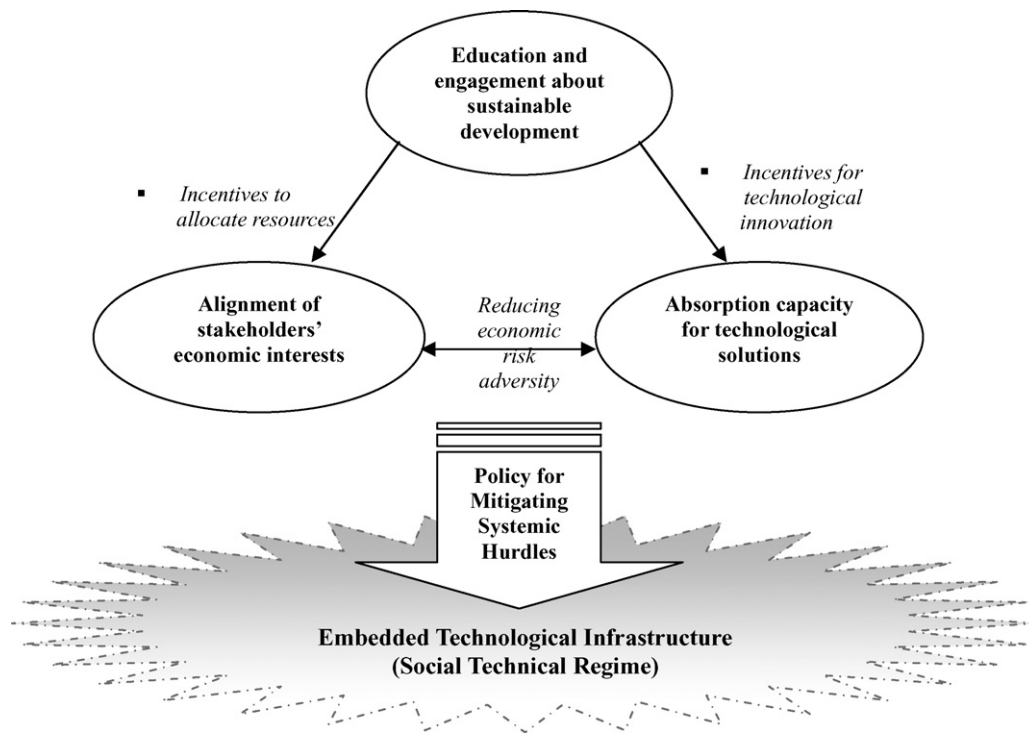 Education and
engagement about
sustainable
development
▪ Incentives to
allocate resources
▪ Incentives for
technological
innovation
Alignment of
stakeholders’
economic interests
Reducing
economic
risk
adversity
Absorption capacity
for technological
solutions
Policy for
Mitigating
Systemic
Hurdles
Embedded Technological Infrastructure
(Social Technical Regime)